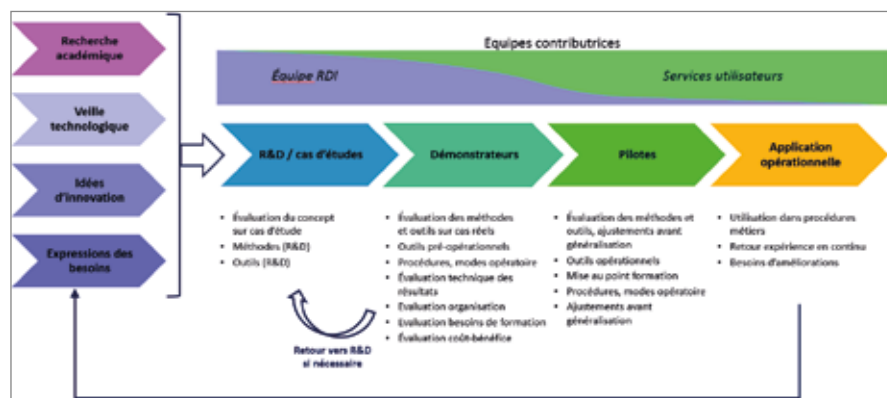 Recherche
académique
Veille
technologique
Idées
d'innovation
Expressions des
besoins
Équipes contributrices
Équipe RDI
Services utilisateurs
R&D / cas d'études
Démonstrateurs
Pilotes
Application
opérationnelle
• Évaluation du concept
sur cas d'étude
• Méthodes (R&D)
• Outils (R&D)
• Évaluation des méthodes
et outils sur cas réels
• Outils pré-opérationnels
• Procédures, modes opératoire
• Évaluation technique des
résultats
• Evaluation organisation
• Evaluation besoins de formation
• Évaluation coût-bénéfice
• Évaluation des méthodes et
outils, ajustements avant
généralisation
• Outils opérationnels
• Mise au point formation
• Procédures, modes opératoire
• Ajustements avant
généralisation
• Utilisation dans procédures
métiers
• Retour expérience en continu
• Besoins d'améliorations
Retour vers R&D
si nécessaire